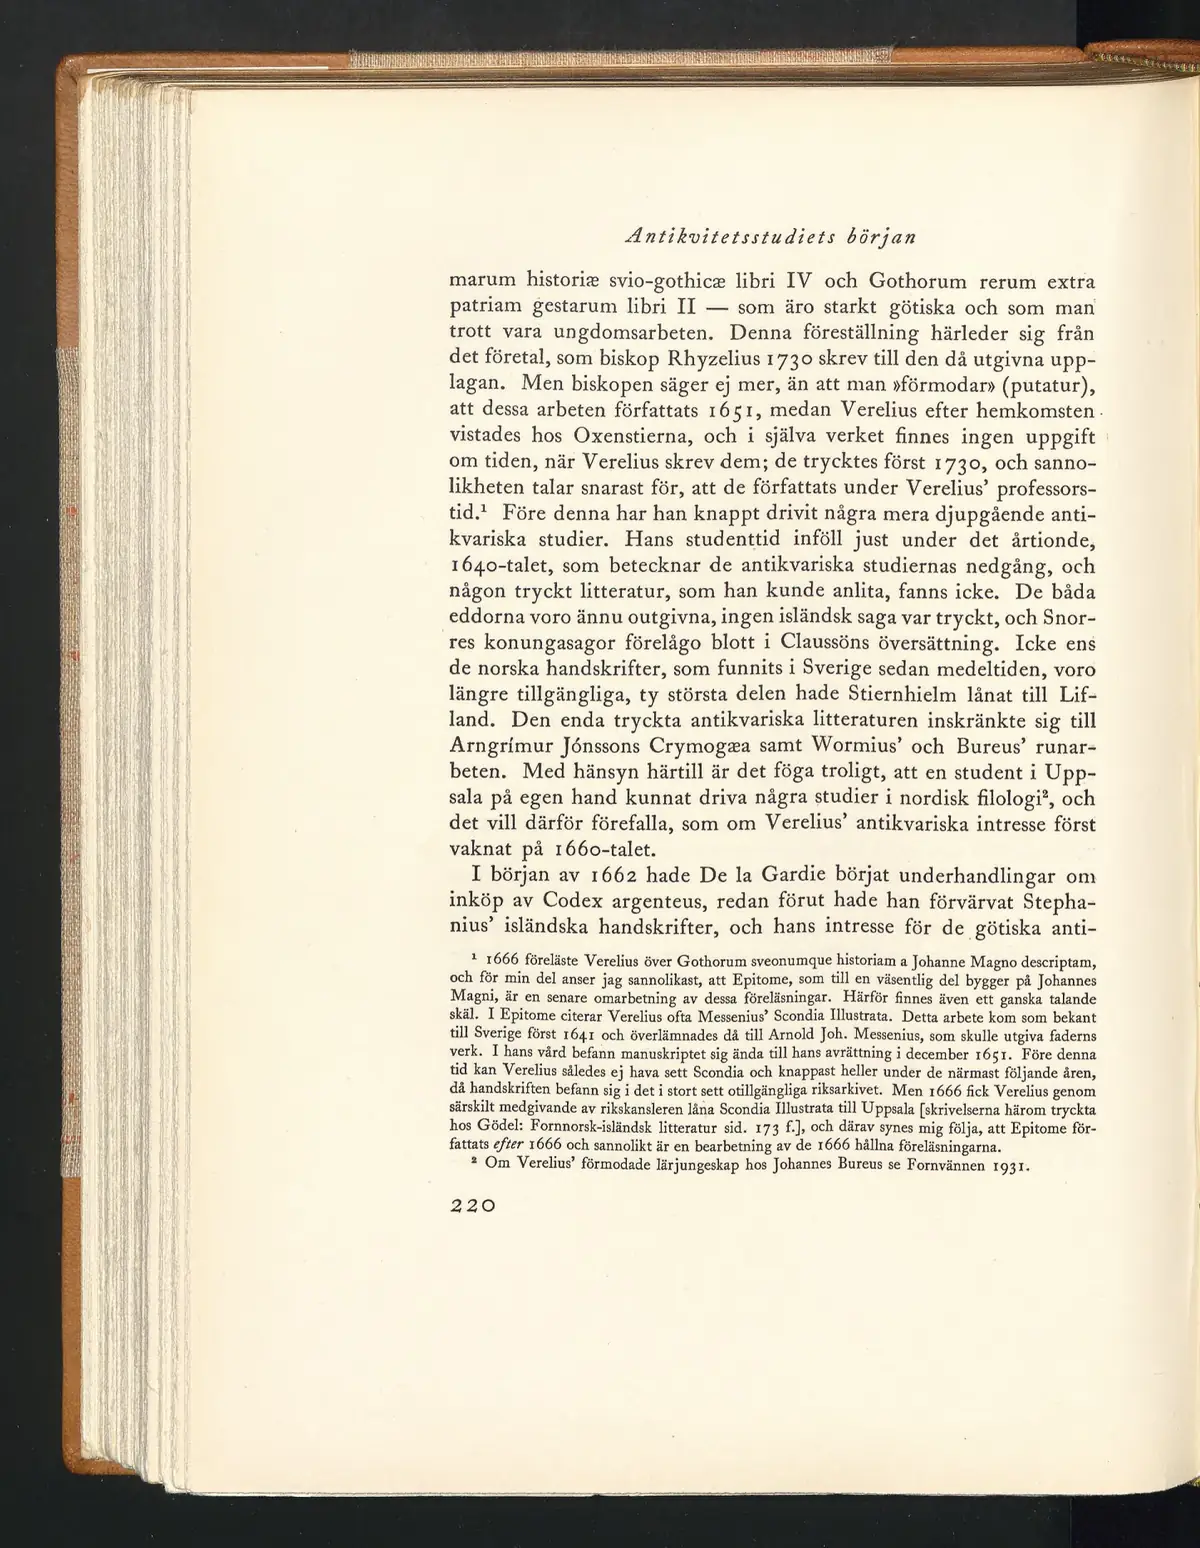 Antikvitetsstudiets början
marum historiæ svio-gothicæ libri IV och Gothorum rerum extra
patriam gestarum libri II — som äro starkt götiska och som man
trott vara ungdomsarbeten. Denna föreställning härleder sig från
det företal, som biskop Rhyzelius 1730 skrev till den då utgivna upp-
lagan. Men biskopen säger ej mer, än att man »förmodar» (putatur),
att dessa arbeten författats 1651, medan Verelius efter hemkomsten
vistades hos Oxenstierna, och i själva verket finnes ingen uppgift
om tiden, när Verelius skrev dem; de trycktes först 1730, och sanno-
likheten talar snarast för, att de författats under Verelius’ professors-
tid.¹ Före denna har han knappt drivit några mera djupgående anti-
kvariska studier. Hans studenttid inföll just under det årtionde,
1640-talet, som betecknar de antikvariska studiernas nedgång, och
någon tryckt litteratur, som han kunde anlita, fanns icke. De båda
eddorna voro ännu outgivna, ingen isländsk saga var tryckt, och Snor-
res konungasagor förelågo blott i Claussöns översättning. Icke ens
de norska handskrifter, som funnits i Sverige sedan medeltiden, voro
längre tillgängliga, ty största delen hade Stiernhielm lånat till Lif-
land. Den enda tryckta antikvariska litteraturen inskränkte sig till
Arngrímur Jónssons Crymogæa samt Wormius’ och Bureus’ runar-
beten. Med hänsyn härtill är det föga troligt, att en student i Upp-
sala på egen hand kunnat driva några studier i nordisk filologi², och
det vill därför förefalla, som om Verelius’ antikvariska intresse först
vaknat på 1660-talet.
I början av 1662 hade De la Gardie börjat underhandlingar om
inköp av Codex argenteus, redan förut hade han förvärvat Stepha-
nius’ isländska handskrifter, och hans intresse för de götiska anti-
¹ 1666 föreläste Verelius över Gothorum sveonumque historiam a Johanne Magno descriptam,
och för min del anser jag sannolikast, att Epitome, som till en väsentlig del bygger på Johannes
Magni, är en senare omarbetning av dessa föreläsningar. Härför finnes även ett ganska talande
skäl. I Epitome citerar Verelius ofta Messenius’ Scondia Illustrata. Detta arbete kom som bekant
till Sverige först 1641 och överlämnades då till Arnold Joh. Messenius, som skulle utgiva faderns
verk. I hans vård befann manuskriptet sig ända till hans avrättning i december 1651. Före denna
tid kan Verelius således ej hava sett Scondia och knappast heller under de närmast följande åren,
då handskriften befann sig i det i stort sett otillgängliga riksarkivet. Men 1666 fick Verelius genom
särskilt medgivande av rikskansleren låna Scondia Illustrata till Uppsala [skrivelserna härom tryckta
hos Gödel: Fornnorsk-isländsk litteratur sid. 173 f.], och därav synes mig följa, att Epitome för-
fattats efter 1666 och sannolikt är en bearbetning av de 1666 hållna föreläsningarna.
² Om Verelius’ förmodade lärjungeskap hos Johannes Bureus se Fornvännen 1931.
220